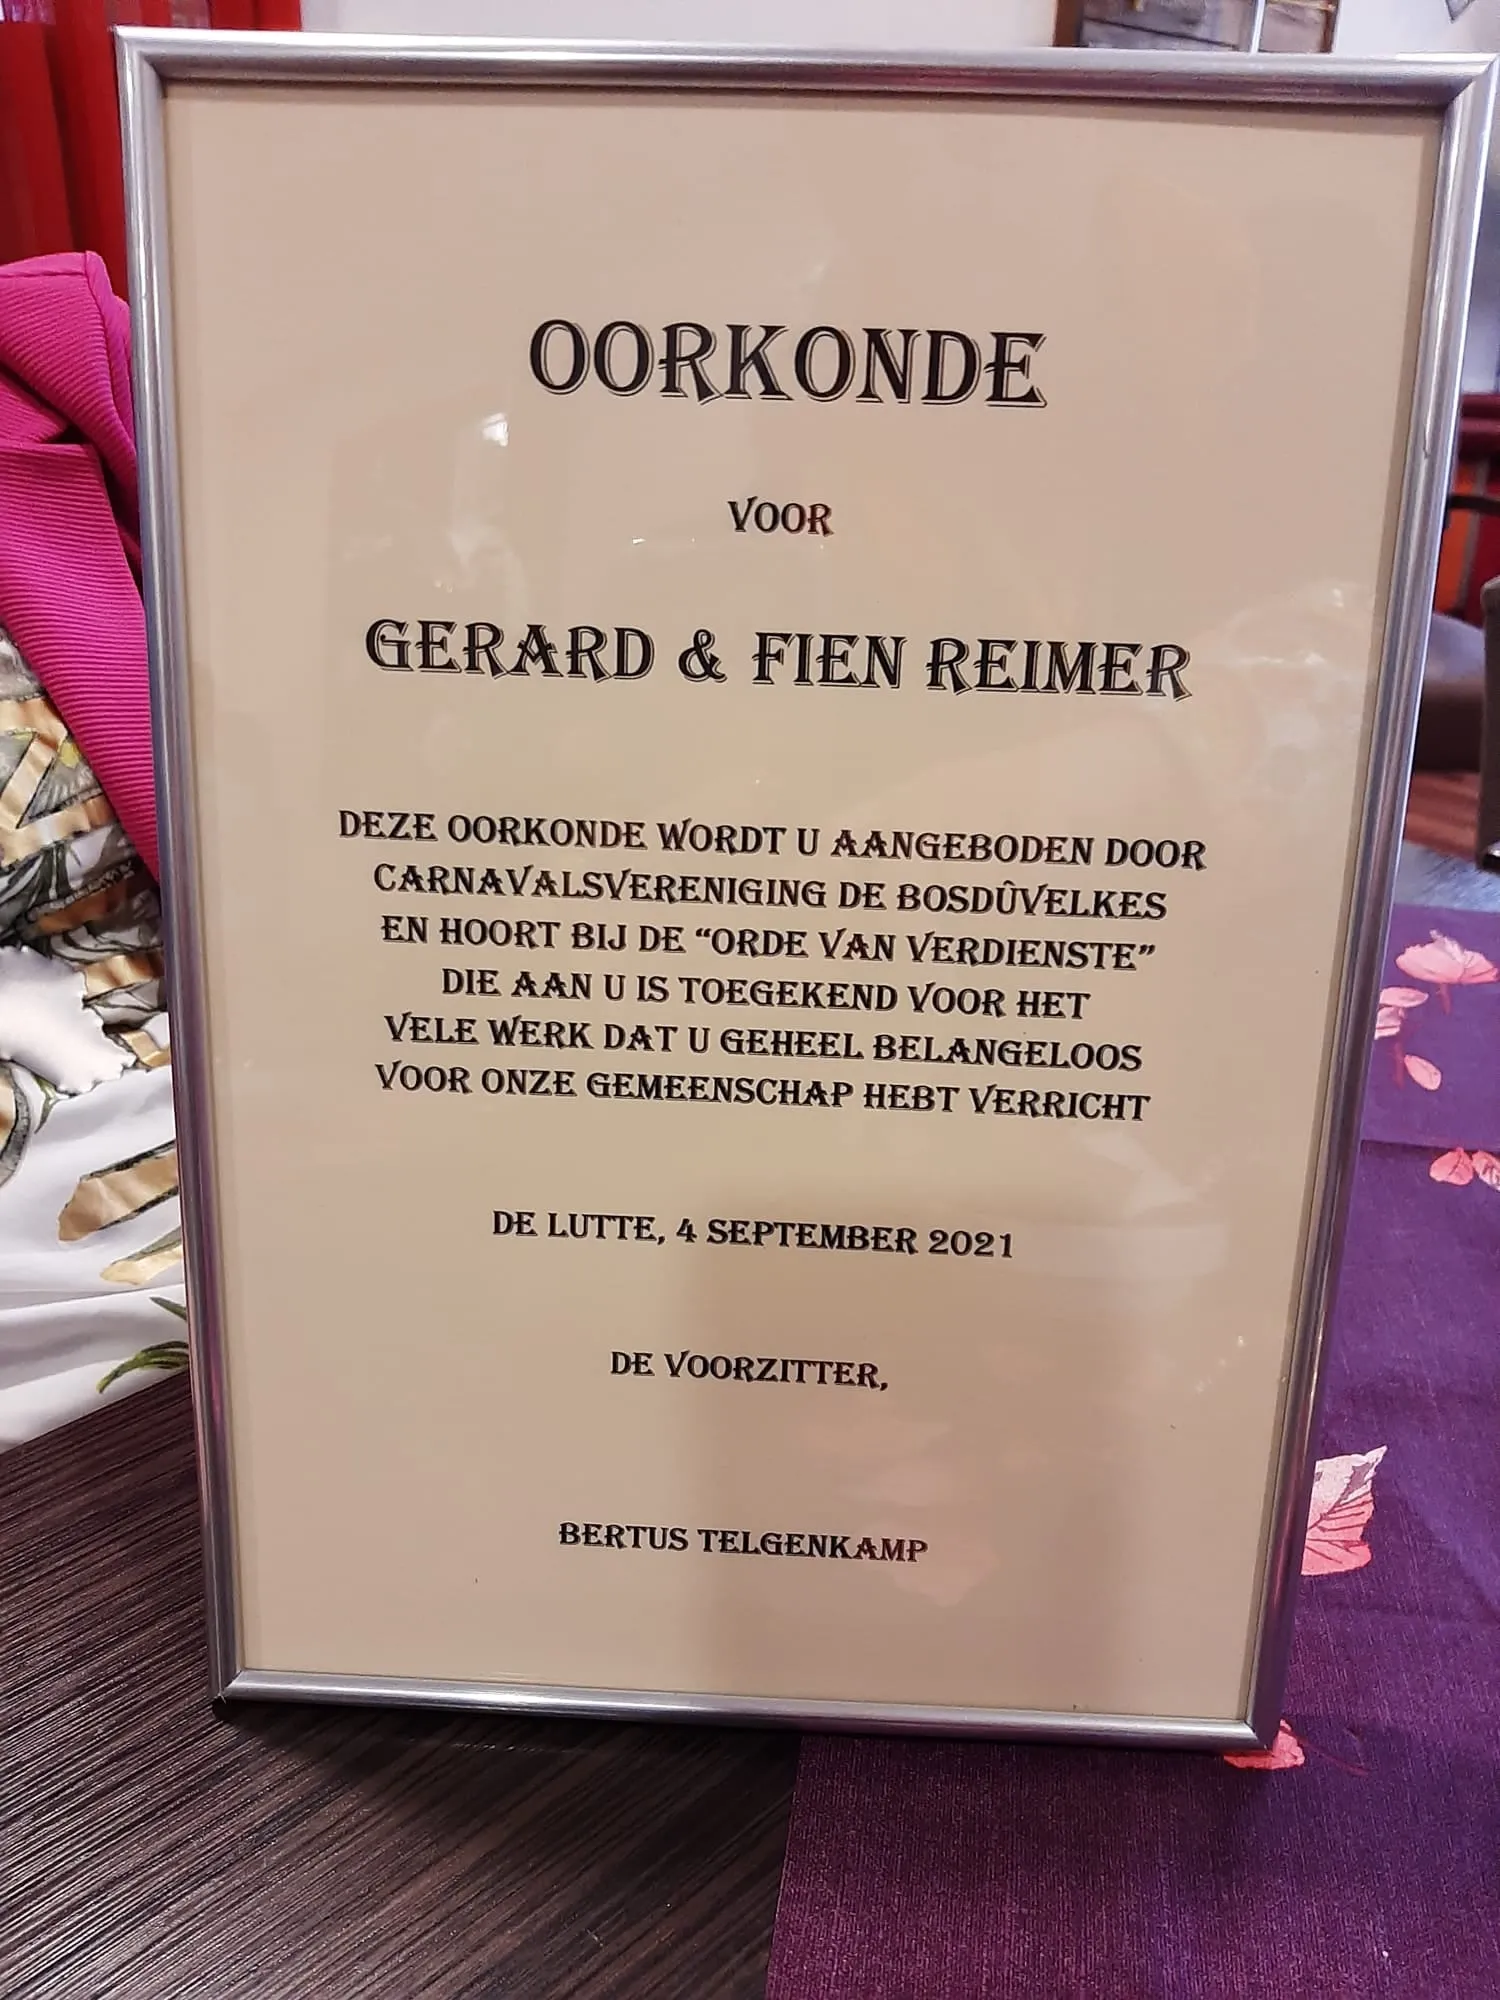 OORKONDE
VOOR
GERARD & FIEN REIMER
DEZE OORKONDE WORDT U AANGEBODEN DOOR
CARNAVALSVERENIGING DE BOSDÛVELKES
EN HOORT BIJ DE “ORDE VAN VERDIENSTE”
DIE AAN U IS TOEGEKEND VOOR HET
VELE WERK DAT U GEHEEL BELANGELOOS
VOOR ONZE GEMEENSCHAP HEBT VERRICHT
DE LUTTE, 4 SEPTEMBER 2021
DE VOORZITTER,
BERTUS TELGENKAMP